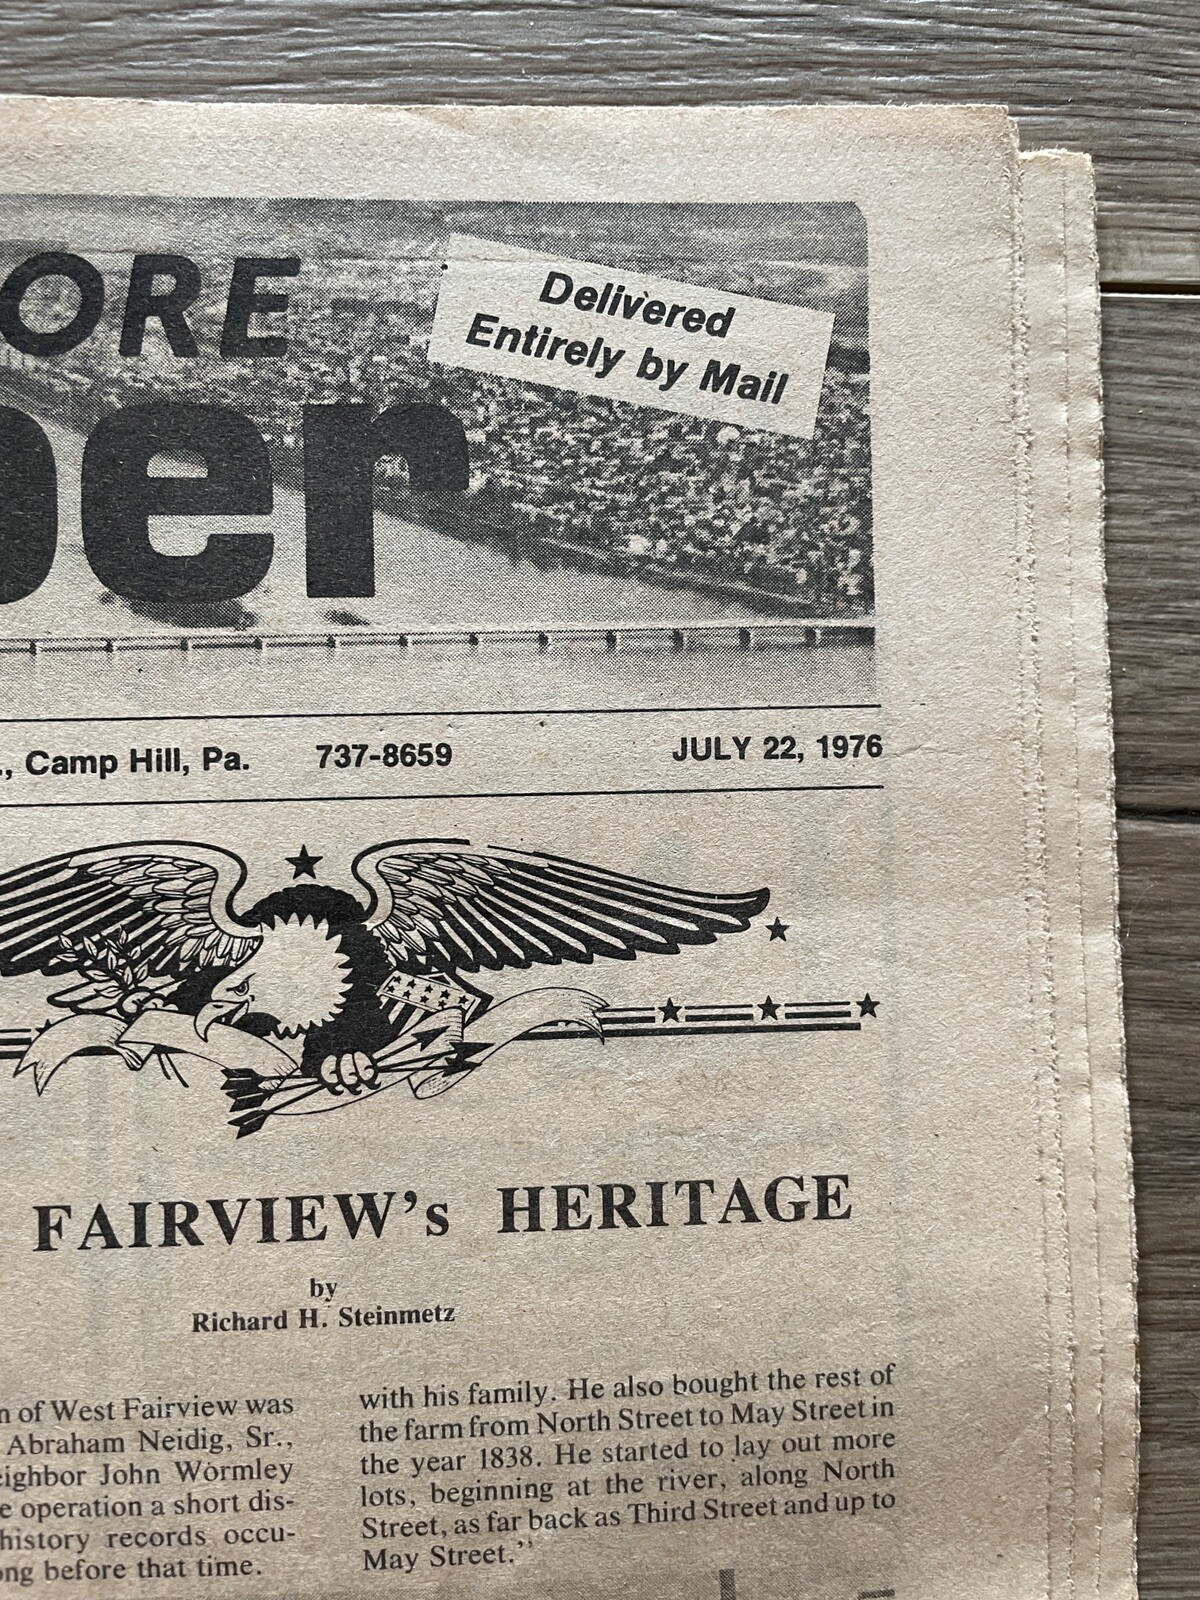 ORE
Delivered
Entirely by Mail
ber
., Camp Hill, Pa. 737-8659 JULY 22, 1976
FAIRVIEW's HERITAGE
by
Richard H. Steinmetz
n of West Fairview was
Abraham Neidig, Sr.,
eighbor John Wormley
e operation a short dis-
history records occu-
ong before that time.
with his family. He also bought the rest of
the farm from North Street to May Street in
the year 1838. He started to lay out more
lots, beginning at the river, along North
Street, as far back as Third Street and up to
May Street."